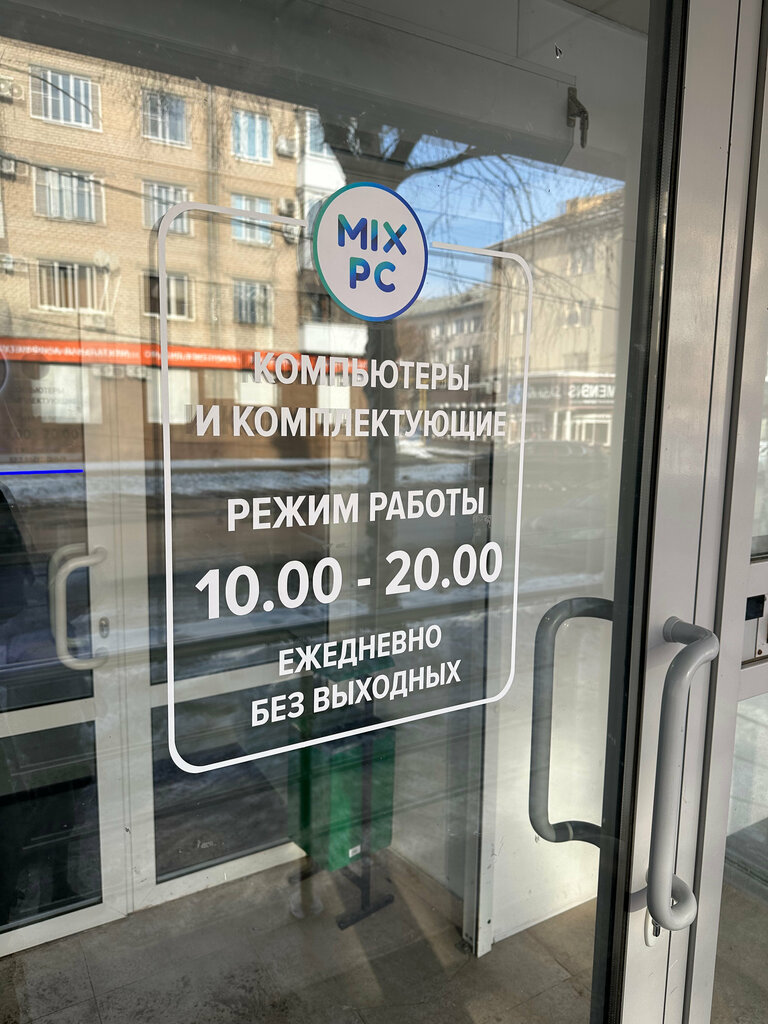 MIX
PC
КОМПЬЮТЕРЫ
И КОМПЛЕКТУЮЩИЕ
РЕЖИМ РАБОТЫ
10.00 - 20.00
ЕЖЕДНЕВНО
БЕЗ ВЫХОДНЫХ